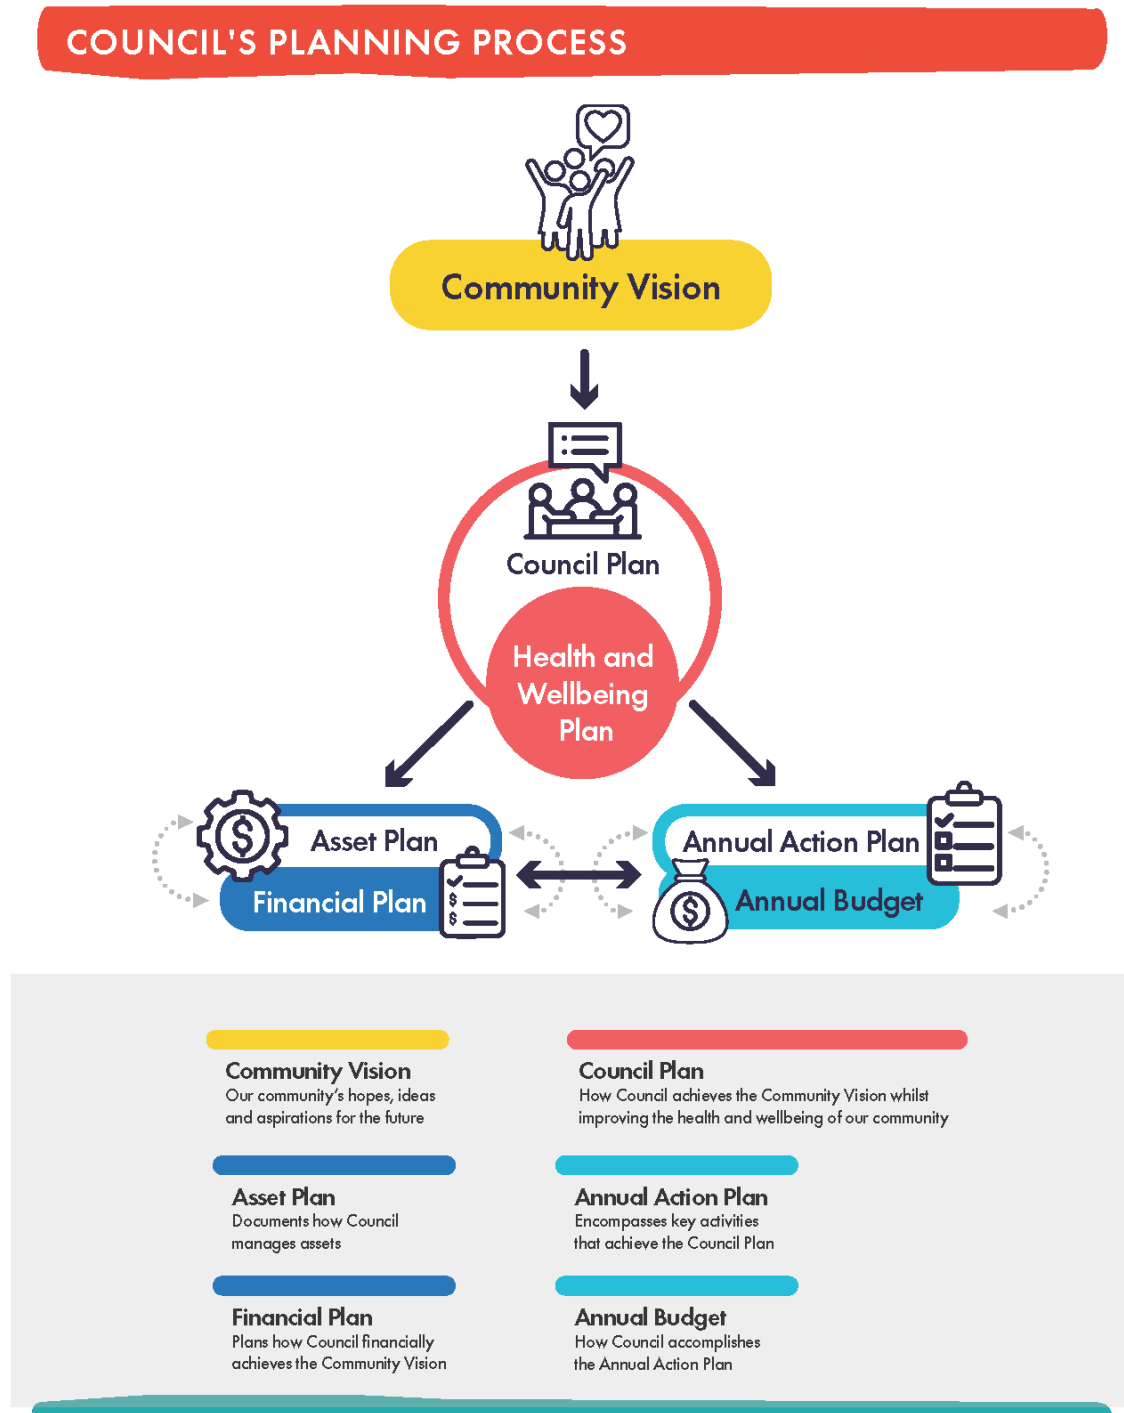 COUNCIL'S PLANNING PROCESS
Community Vision
Council Plan
Health and
Wellbeing
Plan
Asset Plan
Financial Plan
Annual Action Plan
Annual Budget
Community Vision
Our community's hopes, ideas
and aspirations for the future
Council Plan
How Council achieves the Community Vision whilst
improving the health and wellbeing of our community
Asset Plan
Documents how Council
manages assets
Annual Action Plan
Encompasses key activities
that achieve the Council Plan
Financial Plan
Plans how Council financially
achieves the Community Vision
Annual Budget
How Council accomplishes
the Annual Action Plan